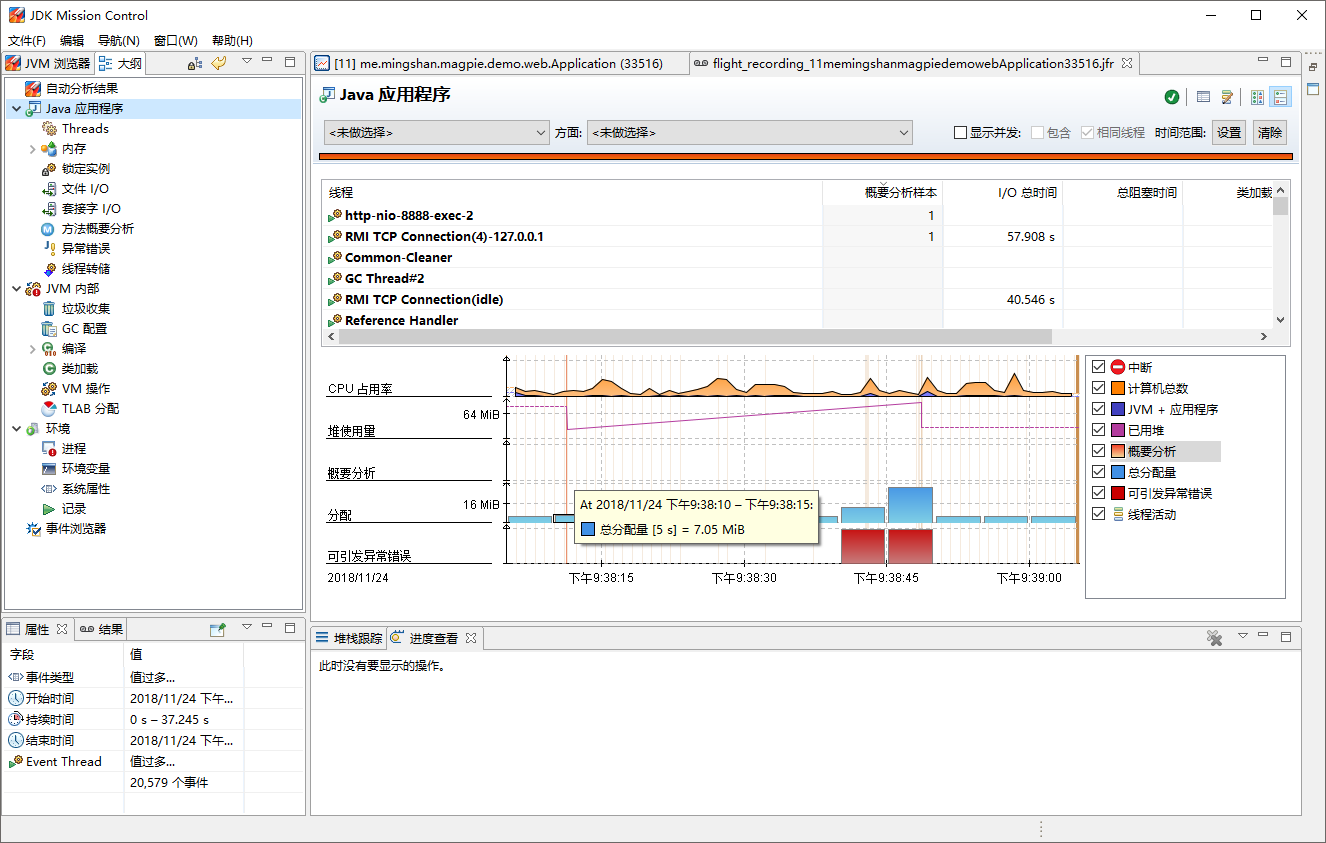 JDK Mission Control
文件(F) 编辑 导航(N) 窗口(W) 帮助(H)
JVM 浏览器 大纲
自动分析结果
Java 应用程序
Threads
内存
锁定实例
文件 I/O
套接字 I/O
方法概要分析
异常错误
线程转储
JVM 内部
垃圾收集
GC 配置
编译
类加载
VM 操作
TLAB 分配
环境
进程
环境变量
系统属性
记录
事件浏览器
属性 结果
字段 值
事件类型 值过多...
开始时间 2018/11/24 下午...
持续时间 0 s – 37.245 s
结束时间 2018/11/24 下午...
Event Thread 值过多...
20,579 个事件
[11] me.mingshan.magpie.demo.web.Application (33516) flight_recording_11memingshanmagpiedemowebApplication33516.jfr
Java 应用程序
<未做选择> 方面: <未做选择> 显示并发: 包含 相同线程 时间范围: 设置 清除
线程 概要分析样本 I/O 总时间 总阻塞时间 类加载
http-nio-8888-exec-2 1
RMI TCP Connection(4)-127.0.0.1 1 57.908 s
Common-Cleaner
GC Thread#2
RMI TCP Connection(idle) 40.546 s
Reference Handler
CPU 占用率
64 MiB
堆使用量
概要分析
16 MiB
分配
可引发异常错误
2018/11/24 下午9:38:15 下午9:38:30 下午9:38:45 下午9:39:00
At 2018/11/24 下午9:38:10 – 下午9:38:15:
总分配量 [5 s] = 7.05 MiB
中断
计算机总数
JVM + 应用程序
已用堆
概要分析
总分配量
可引发异常错误
线程活动
堆栈跟踪 进度查看
此时没有要显示的操作。